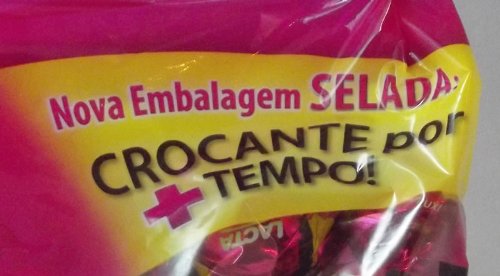 Nova Embalagem SELADA:
CROCANTE por
+ TEMPO!
LACTA